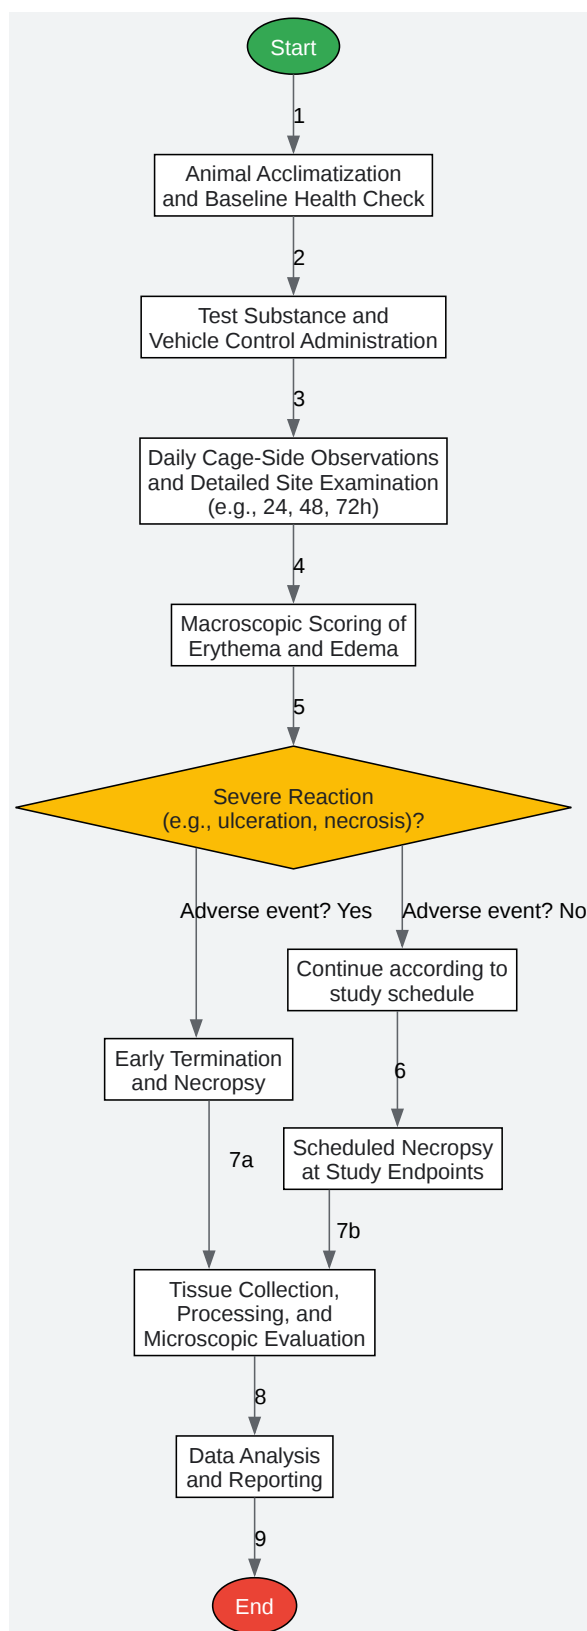 Start
1
Animal Acclimatization
and Baseline Health Check
2
Test Substance and
Vehicle Control Administration
3
Daily Cage-Side Observations
and Detailed Site Examination
(e.g., 24, 48, 72h)
4
Macroscopic Scoring of
Erythema and Edema
5
Severe Reaction
(e.g., ulceration, necrosis)?
Adverse event? Yes
Adverse event? No
Continue according to
study schedule
Early Termination
and Necropsy
6
Scheduled Necropsy
at Study Endpoints
7a
7b
Tissue Collection,
Processing, and
Microscopic Evaluation
8
Data Analysis
and Reporting
9
End